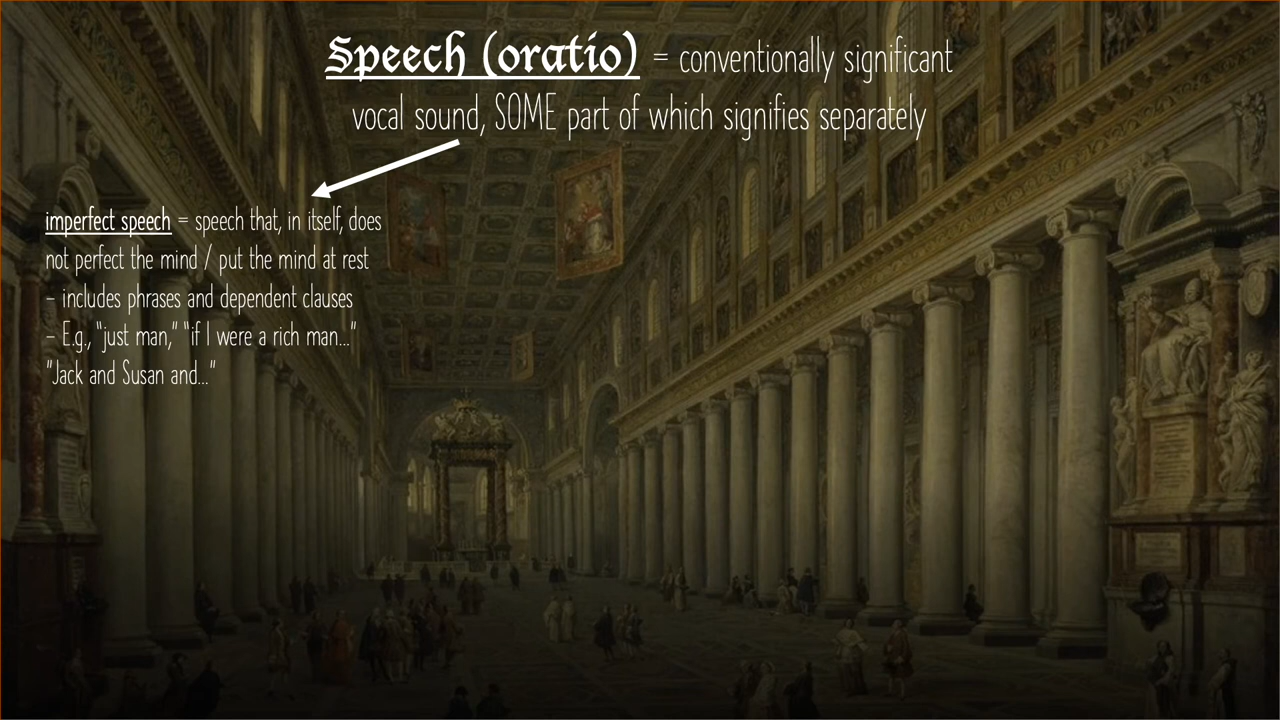 Speech (oratio) = conventionally significant
vocal sound, SOME part of which signifies separately
imperfect speech = speech that, in itself, does
not perfect the mind / put the mind at rest
– includes phrases and dependent clauses
– E.g., "just man," "if I were a rich man..."
"Jack and Susan and..."